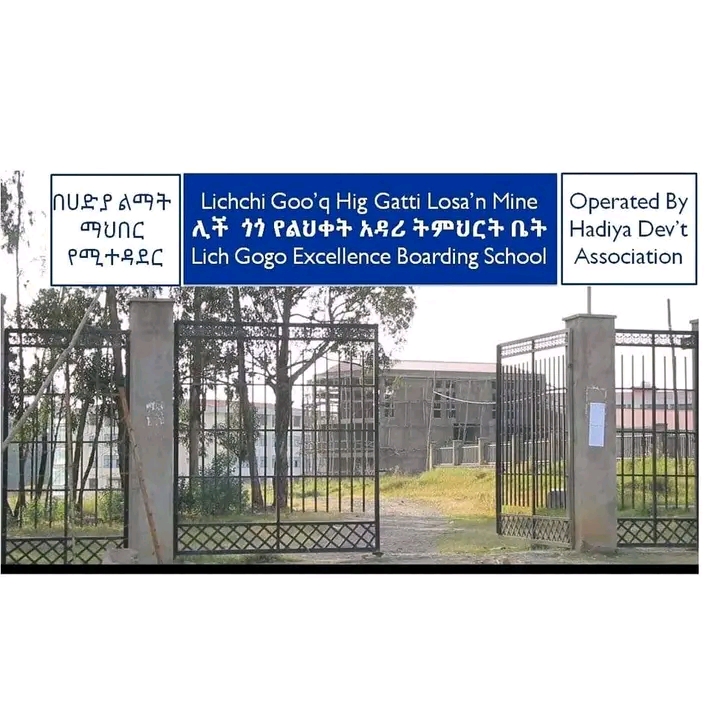 በሀድያ ልማት
ማህበር
የሚተዳደር
Lichchi Goo'q Hig Gatti Losa'n Mine
ሊች ጎጎ የልህቀት አዳሪ ትምህርት ቤት
Lich Gogo Excellence Boarding School
Operated By
Hadiya Dev't
Association